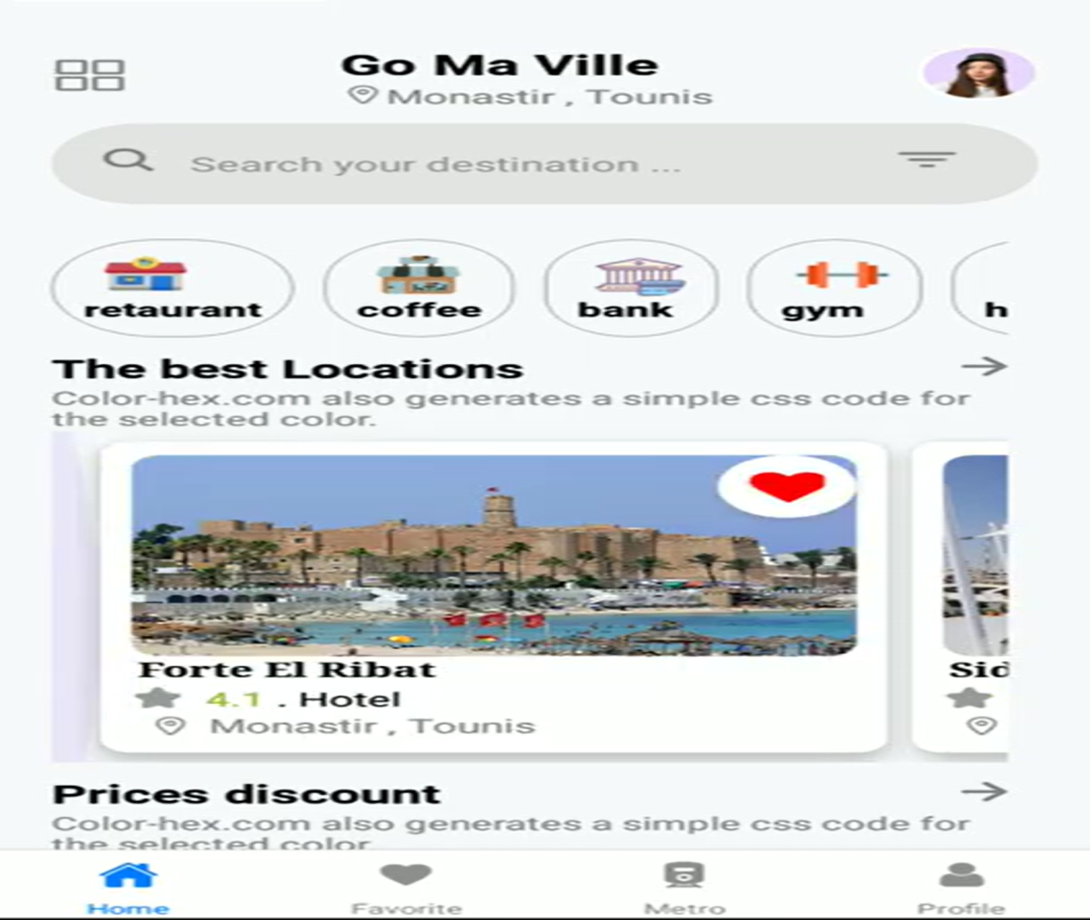 Go Ma Ville
Monastir , Tounis
Search your destination ...
retaurant
coffee
bank
gym
h
The best Locations
Color-hex.com also generates a simple css code for
the selected color.
Forte El Ribat
4.1 . Hotel
Monastir , Tounis
Sid
Prices discount
Color-hex.com also generates a simple css code for
the selected color.
Home
Favorite
Metro
Profile